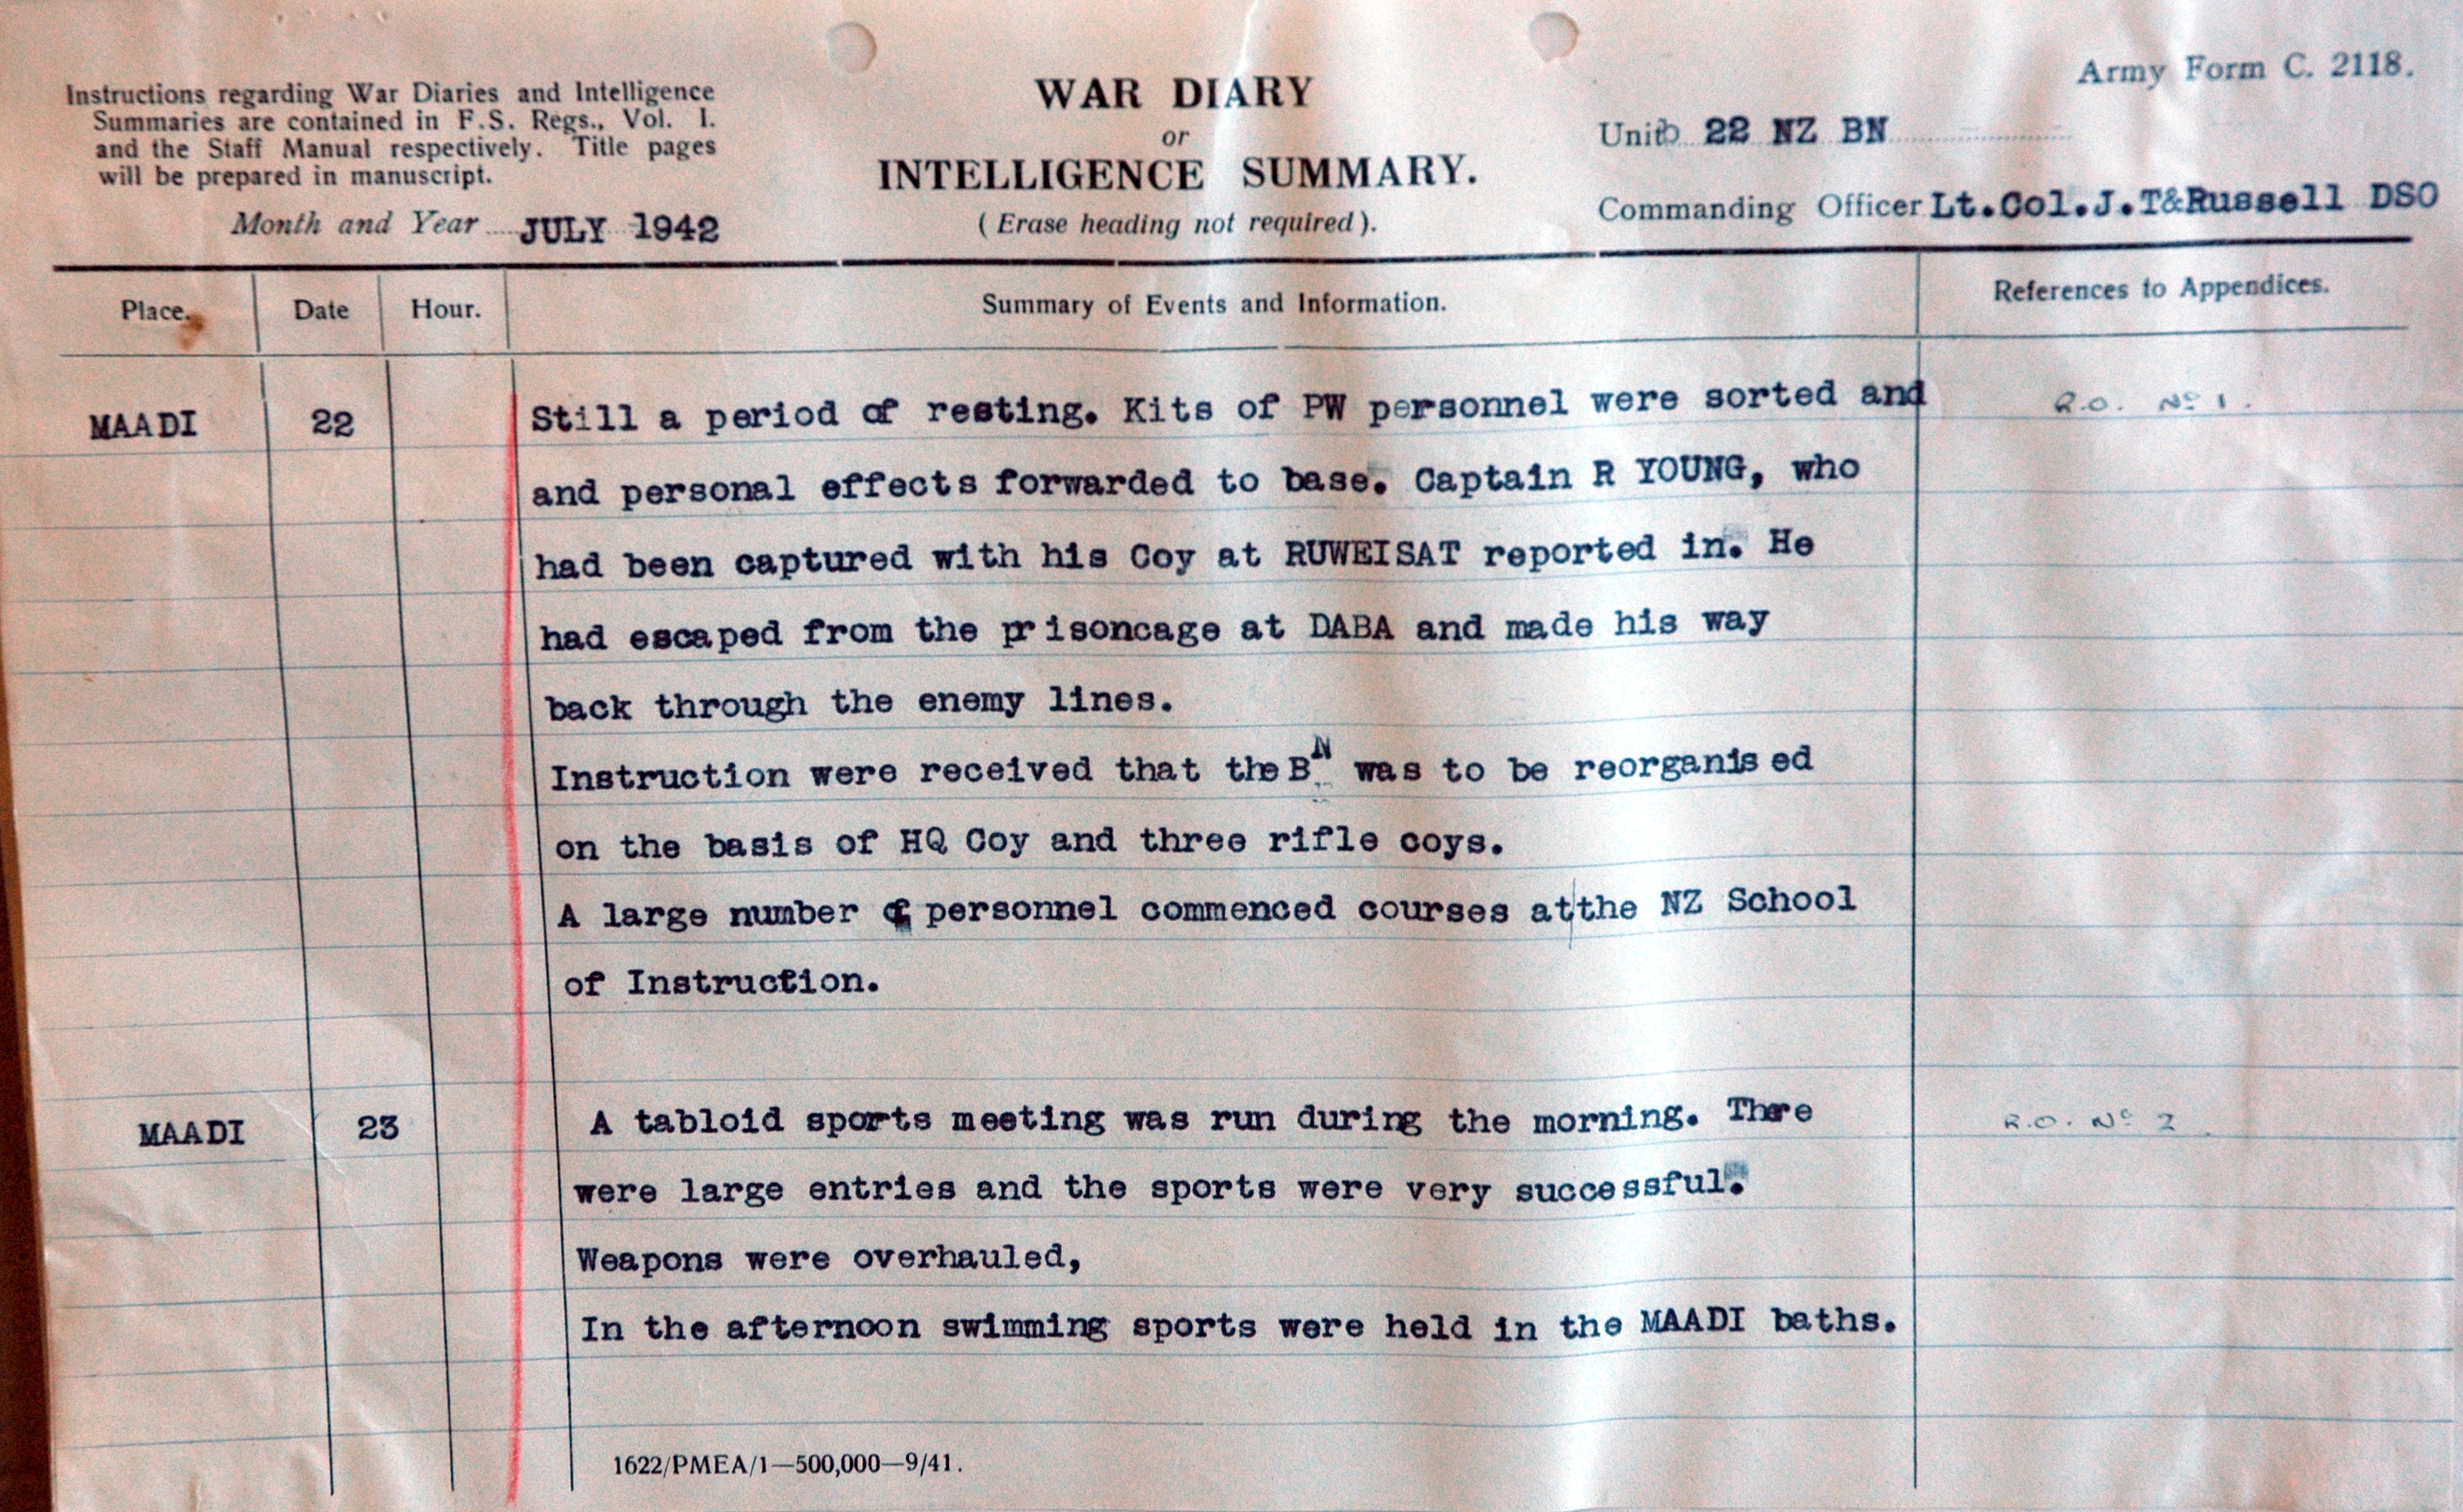 Army Form C. 2118.
Instructions regarding War Diaries and Intelligence
Summaries are contained in F.S. Regs., Vol. I.
and the Staff Manual respectively. Title pages
will be prepared in manuscript.
Month and Year JULY 1942
WAR DIARY
or
INTELLIGENCE SUMMARY.
(Erase heading not required).
Unit 22 NZ BN
Commanding Officer Lt.Col.J.T&Russell DSO
Place. Date Hour. Summary of Events and Information. References to Appendices.
MAADI 22 Still a period of resting. Kits of PW personnel were sorted and R.O. No 1.
and personal effects forwarded to base. Captain R YOUNG, who
had been captured with his Coy at RUWEISAT reported in. He
had escaped from the prisoncage at DABA and made his way
back through the enemy lines.
Instruction were received that the BN was to be reorganis ed
on the basis of HQ Coy and three rifle coys.
A large number of personnel commenced courses at the NZ School
of Instruction.
MAADI 23 A tabloid sports meeting was run during the morning. Thre R.O. No 2
were large entries and the sports were very successful.
Weapons were overhauled,
In the afternoon swimming sports were held in the MAADI baths.
1622/PMEA/1—500,000—9/41.